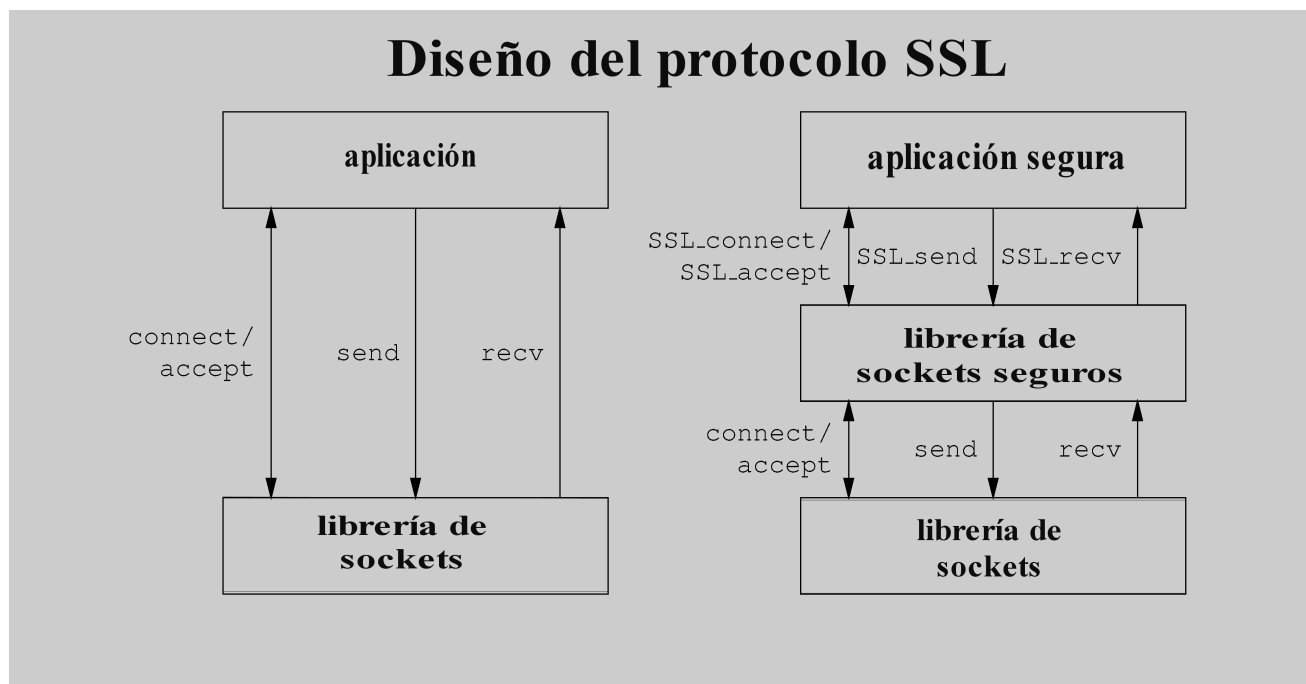 Diseño del protocolo SSL
aplicación
connect/
accept
send
recv
librería de
sockets
aplicación segura
SSL_connect/
SSL_accept
SSL_send
SSL_recv
librería de
sockets seguros
connect/
accept
send
recv
librería de
sockets